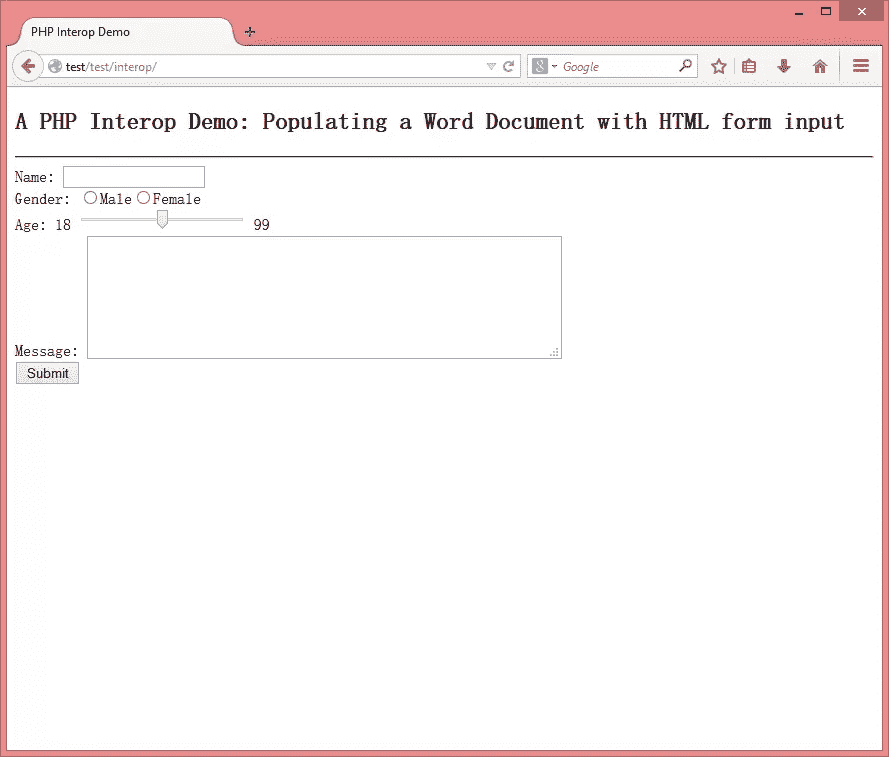 PHP Interop Demo
test/test/interop/
Google
A PHP Interop Demo: Populating a Word Document with HTML form input
Name:
Gender: Male Female
Age: 18 99
Message:
Submit